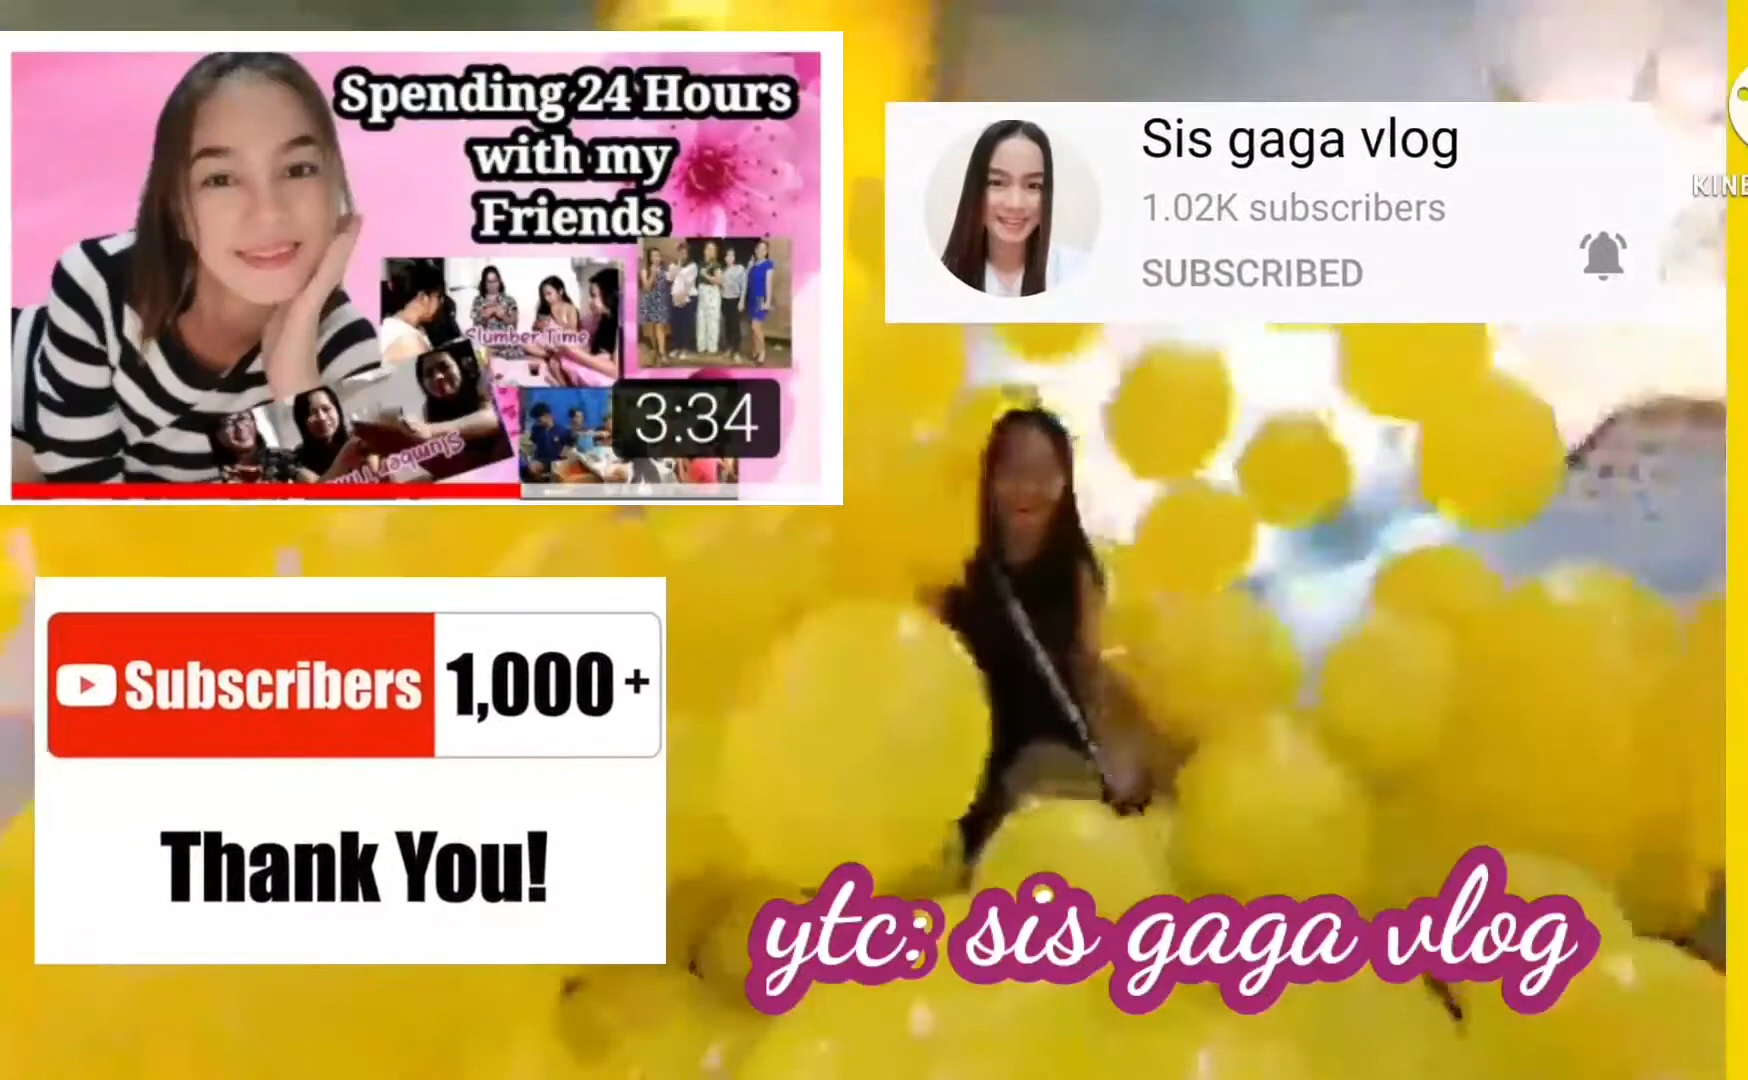 Spending 24 Hours
with my
Friends
Slumber Time
3:34
Sis gaga vlog
1.02K subscribers
SUBSCRIBED
KINE
Subscribers 1,000+
Thank You!
ytc: sis gaga vlog